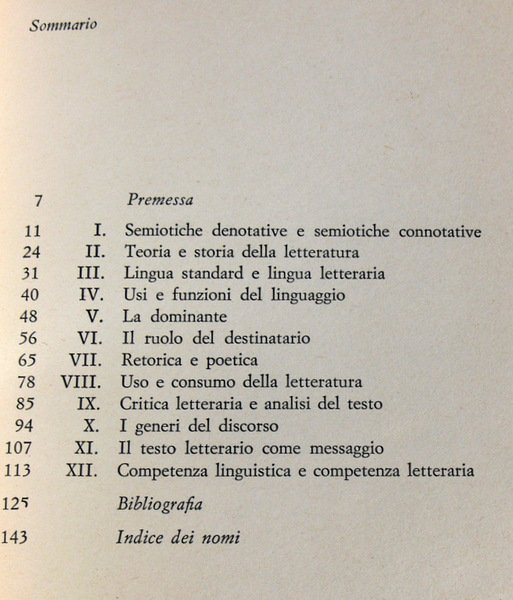 Sommario
7 Premessa
11 I. Semiotiche denotative e semiotiche connotative
24 II. Teoria e storia della letteratura
31 III. Lingua standard e lingua letteraria
40 IV. Usi e funzioni del linguaggio
48 V. La dominante
56 VI. Il ruolo del destinatario
65 VII. Retorica e poetica
78 VIII. Uso e consumo della letteratura
85 IX. Critica letteraria e analisi del testo
94 X. I generi del discorso
107 XI. Il testo letterario come messaggio
113 XII. Competenza linguistica e competenza letteraria
125 Bibliografia
143 Indice dei nomi